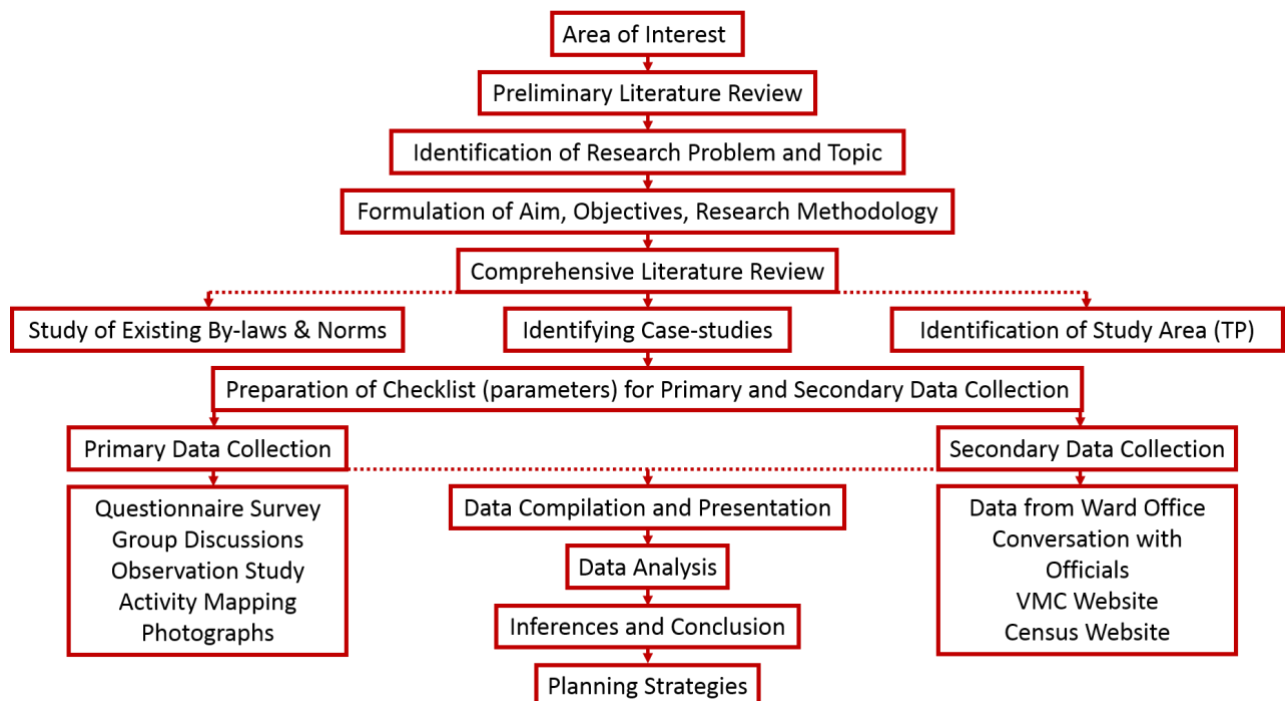 Area of Interest
Preliminary Literature Review
Identification of Research Problem and Topic
Formulation of Aim, Objectives, Research Methodology
Comprehensive Literature Review
Study of Existing By-laws & Norms
Identifying Case-studies
Identification of Study Area (TP)
Preparation of Checklist (parameters) for Primary and Secondary Data Collection
Primary Data Collection
Secondary Data Collection
Questionnaire Survey
Group Discussions
Observation Study
Activity Mapping
Photographs
Data Compilation and Presentation
Data Analysis
Inferences and Conclusion
Planning Strategies
Data from Ward Office
Conversation with
Officials
VMC Website
Census Website